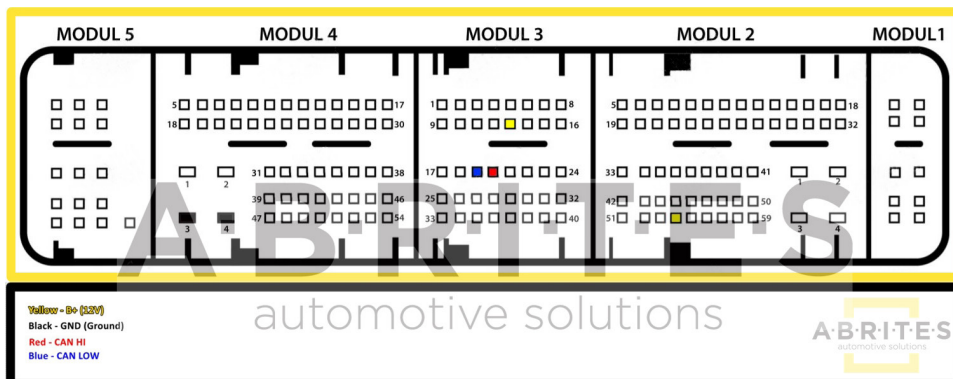 MODUL 5 MODUL 4 MODUL 3 MODUL 2 MODUL1
5 17 1 8 5 18
18 30 9 16 19 32
1 2 31 38 17 24 33 41 1 2
39 46 25 32 42 50
3 4 47 54 33 40 51 59 3 4
A·B·R·I·T·E·S
automotive solutions
Yellow - B+ (12V)
Black - GND (Ground)
Red - CAN HI
Blue - CAN LOW
A·B·R·I·T·E·S
automotive solutions